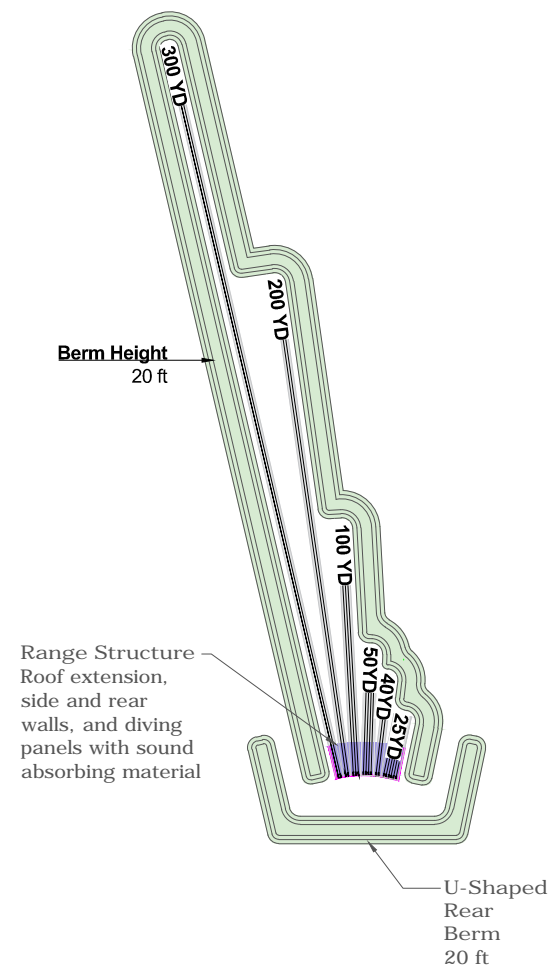 300 YD
200 YD
Berm Height
20 ft
100 YD
50YD
40YD
25YD
Range Structure
Roof extension,
side and rear
walls, and diving
panels with sound
absorbing material
U-Shaped
Rear
Berm
20 ft